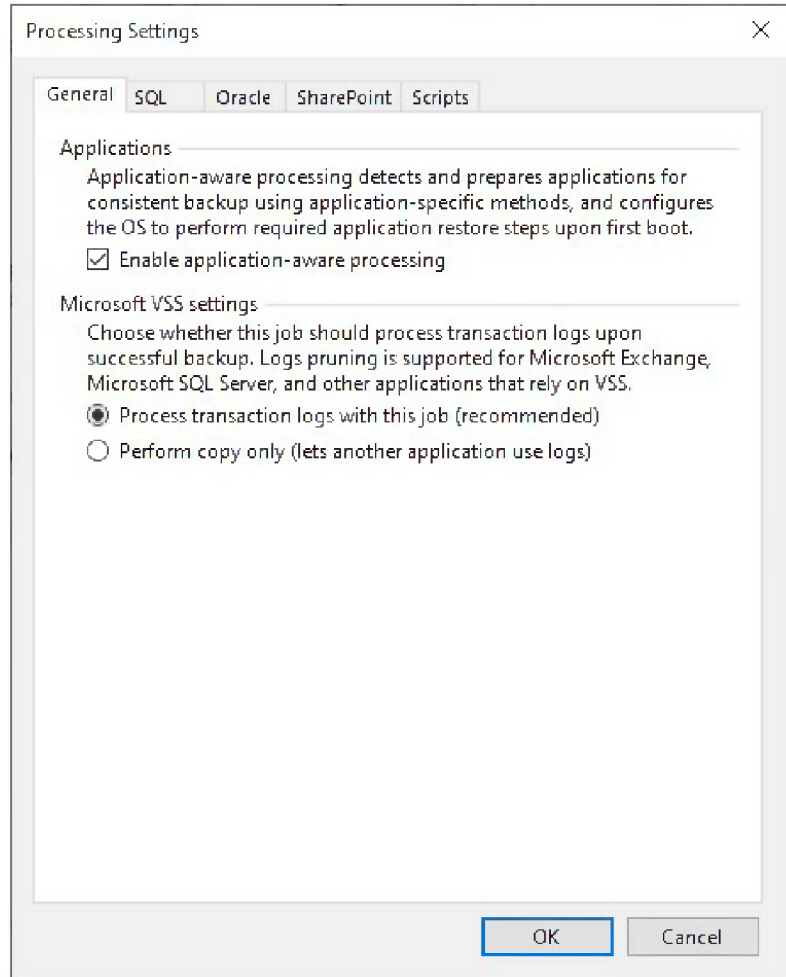 Processing Settings
General SQL Oracle SharePoint Scripts
Applications
Application-aware processing detects and prepares applications for
consistent backup using application-specific methods, and configures
the OS to perform required application restore steps upon first boot.
Enable application-aware processing
Microsoft VSS settings
Choose whether this job should process transaction logs upon
successful backup. Logs pruning is supported for Microsoft Exchange,
Microsoft SQL Server, and other applications that rely on VSS.
Process transaction logs with this job (recommended)
Perform copy only (lets another application use logs)
OK Cancel